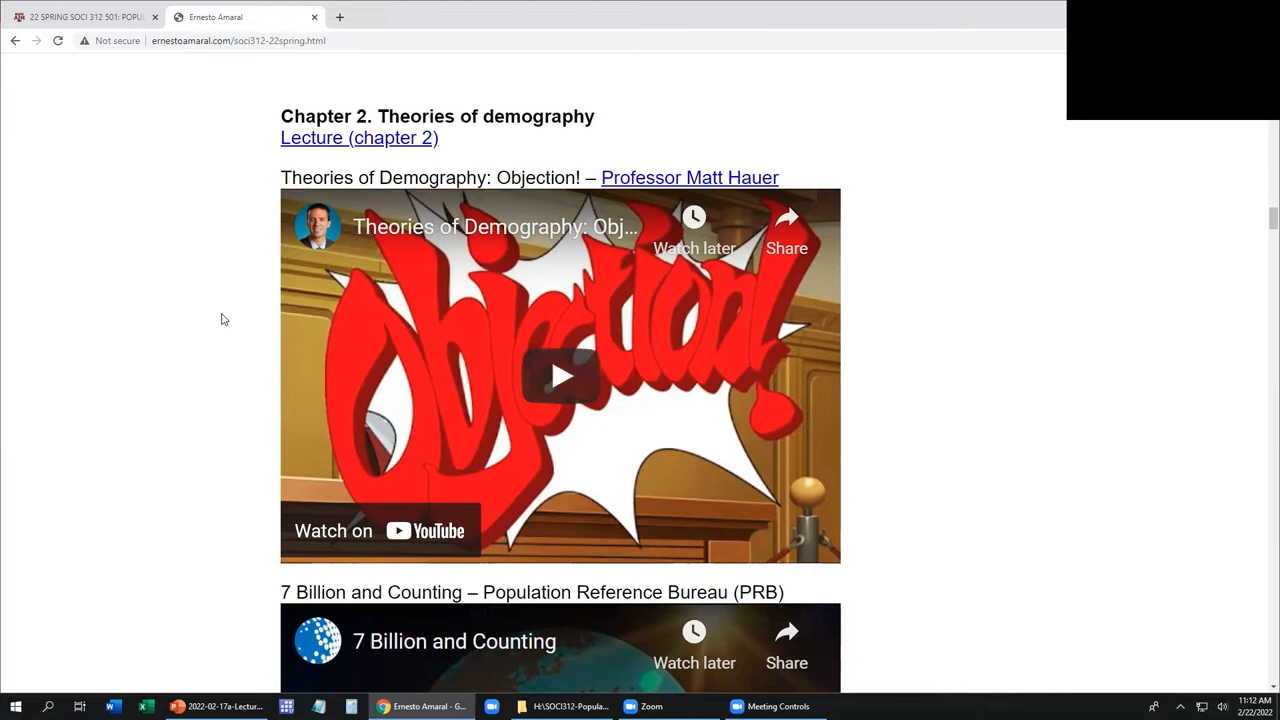 22 SPRING SOCI 312 501: POPUL
Ernesto Amaral
Not secure
ernestoamaral.com/soci312-22spring.html
Chapter 2. Theories of demography
Lecture (chapter 2)
Theories of Demography: Objection! – Professor Matt Hauer
Theories of Demography: Obj...
Watch later
Share
Objection!
Watch on YouTube
7 Billion and Counting – Population Reference Bureau (PRB)
7 Billion and Counting
Watch later
Share
2022-02-17a-Lectur...
Ernesto Amaral - G...
H:\SOCI312-Popula...
Zoom
Meeting Controls
11:12 AM
2/22/2022